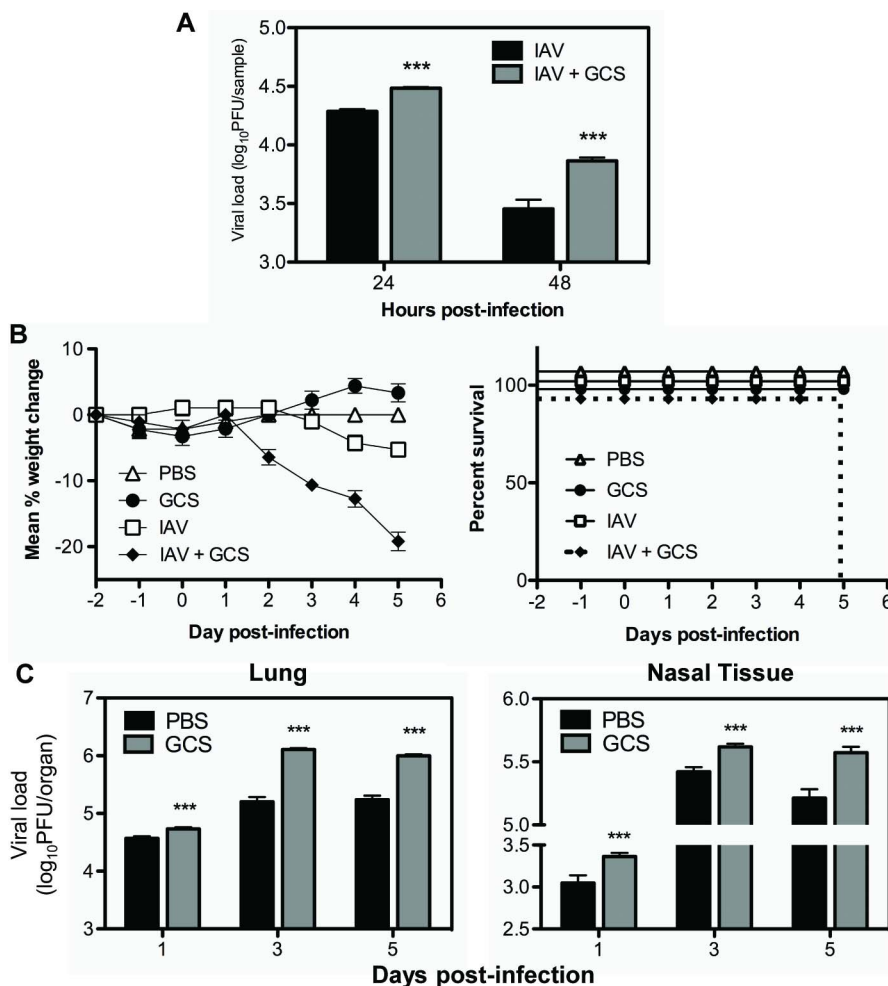 A
5.0
4.5
4.0
3.5
3.0
Viral load (log10PFU/sample)
IAV
IAV + GCS
***
***
24
48
Hours post-infection
B
10
0
-10
-20
Mean % weight change
PBS
GCS
IAV
IAV + GCS
-2 -1 0 1 2 3 4 5 6
Day post-infection
100
50
0
Percent survival
PBS
GCS
IAV
IAV + GCS
-2 -1 0 1 2 3 4 5 6
Days post-infection
C
Lung
7
6
5
4
3
Viral load
(log10PFU/organ)
PBS
GCS
***
***
***
1 3 5
Nasal Tissue
6.0
5.5
5.0
3.5
3.0
2.5
PBS
GCS
***
***
***
1 3 5
Days post-infection